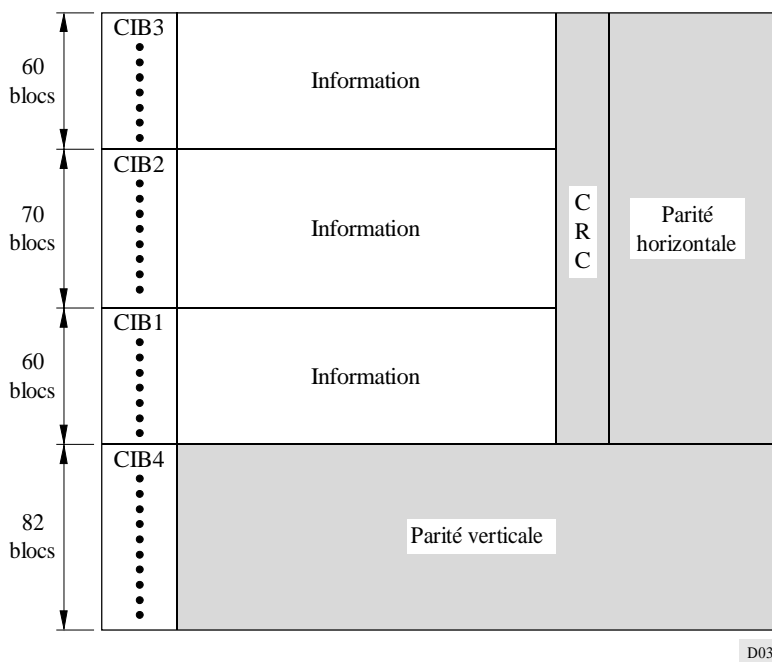 CIB3
60
blocs
Information
CIB2
70
blocs
Information
C
R
C
Parité
horizontale
CIB1
60
blocs
Information
CIB4
82
blocs
Parité verticale
D03